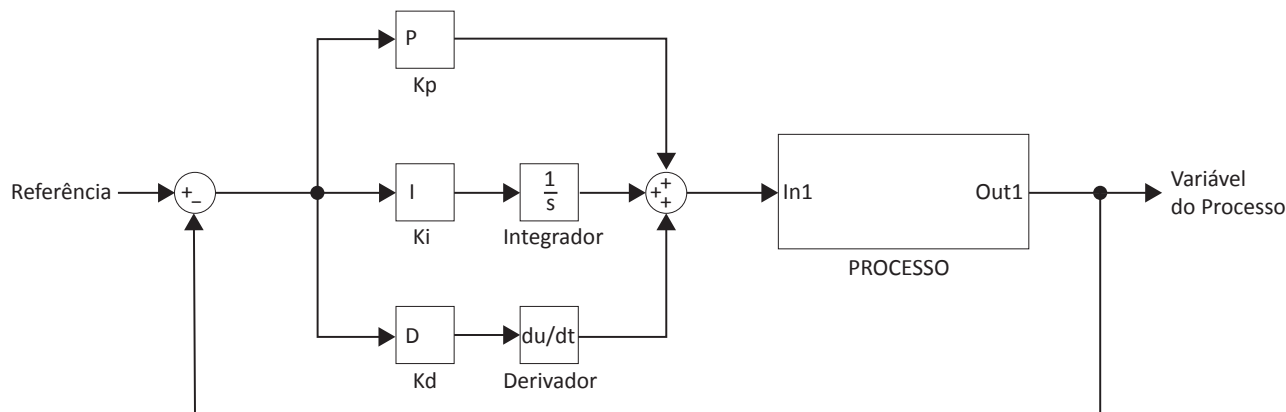 P
Kp
Referência
+
−
I
Ki
1
s
Integrador
+
+
+
In1
Out1
PROCESSO
Variável
do Processo
D
Kd
du/dt
Derivador